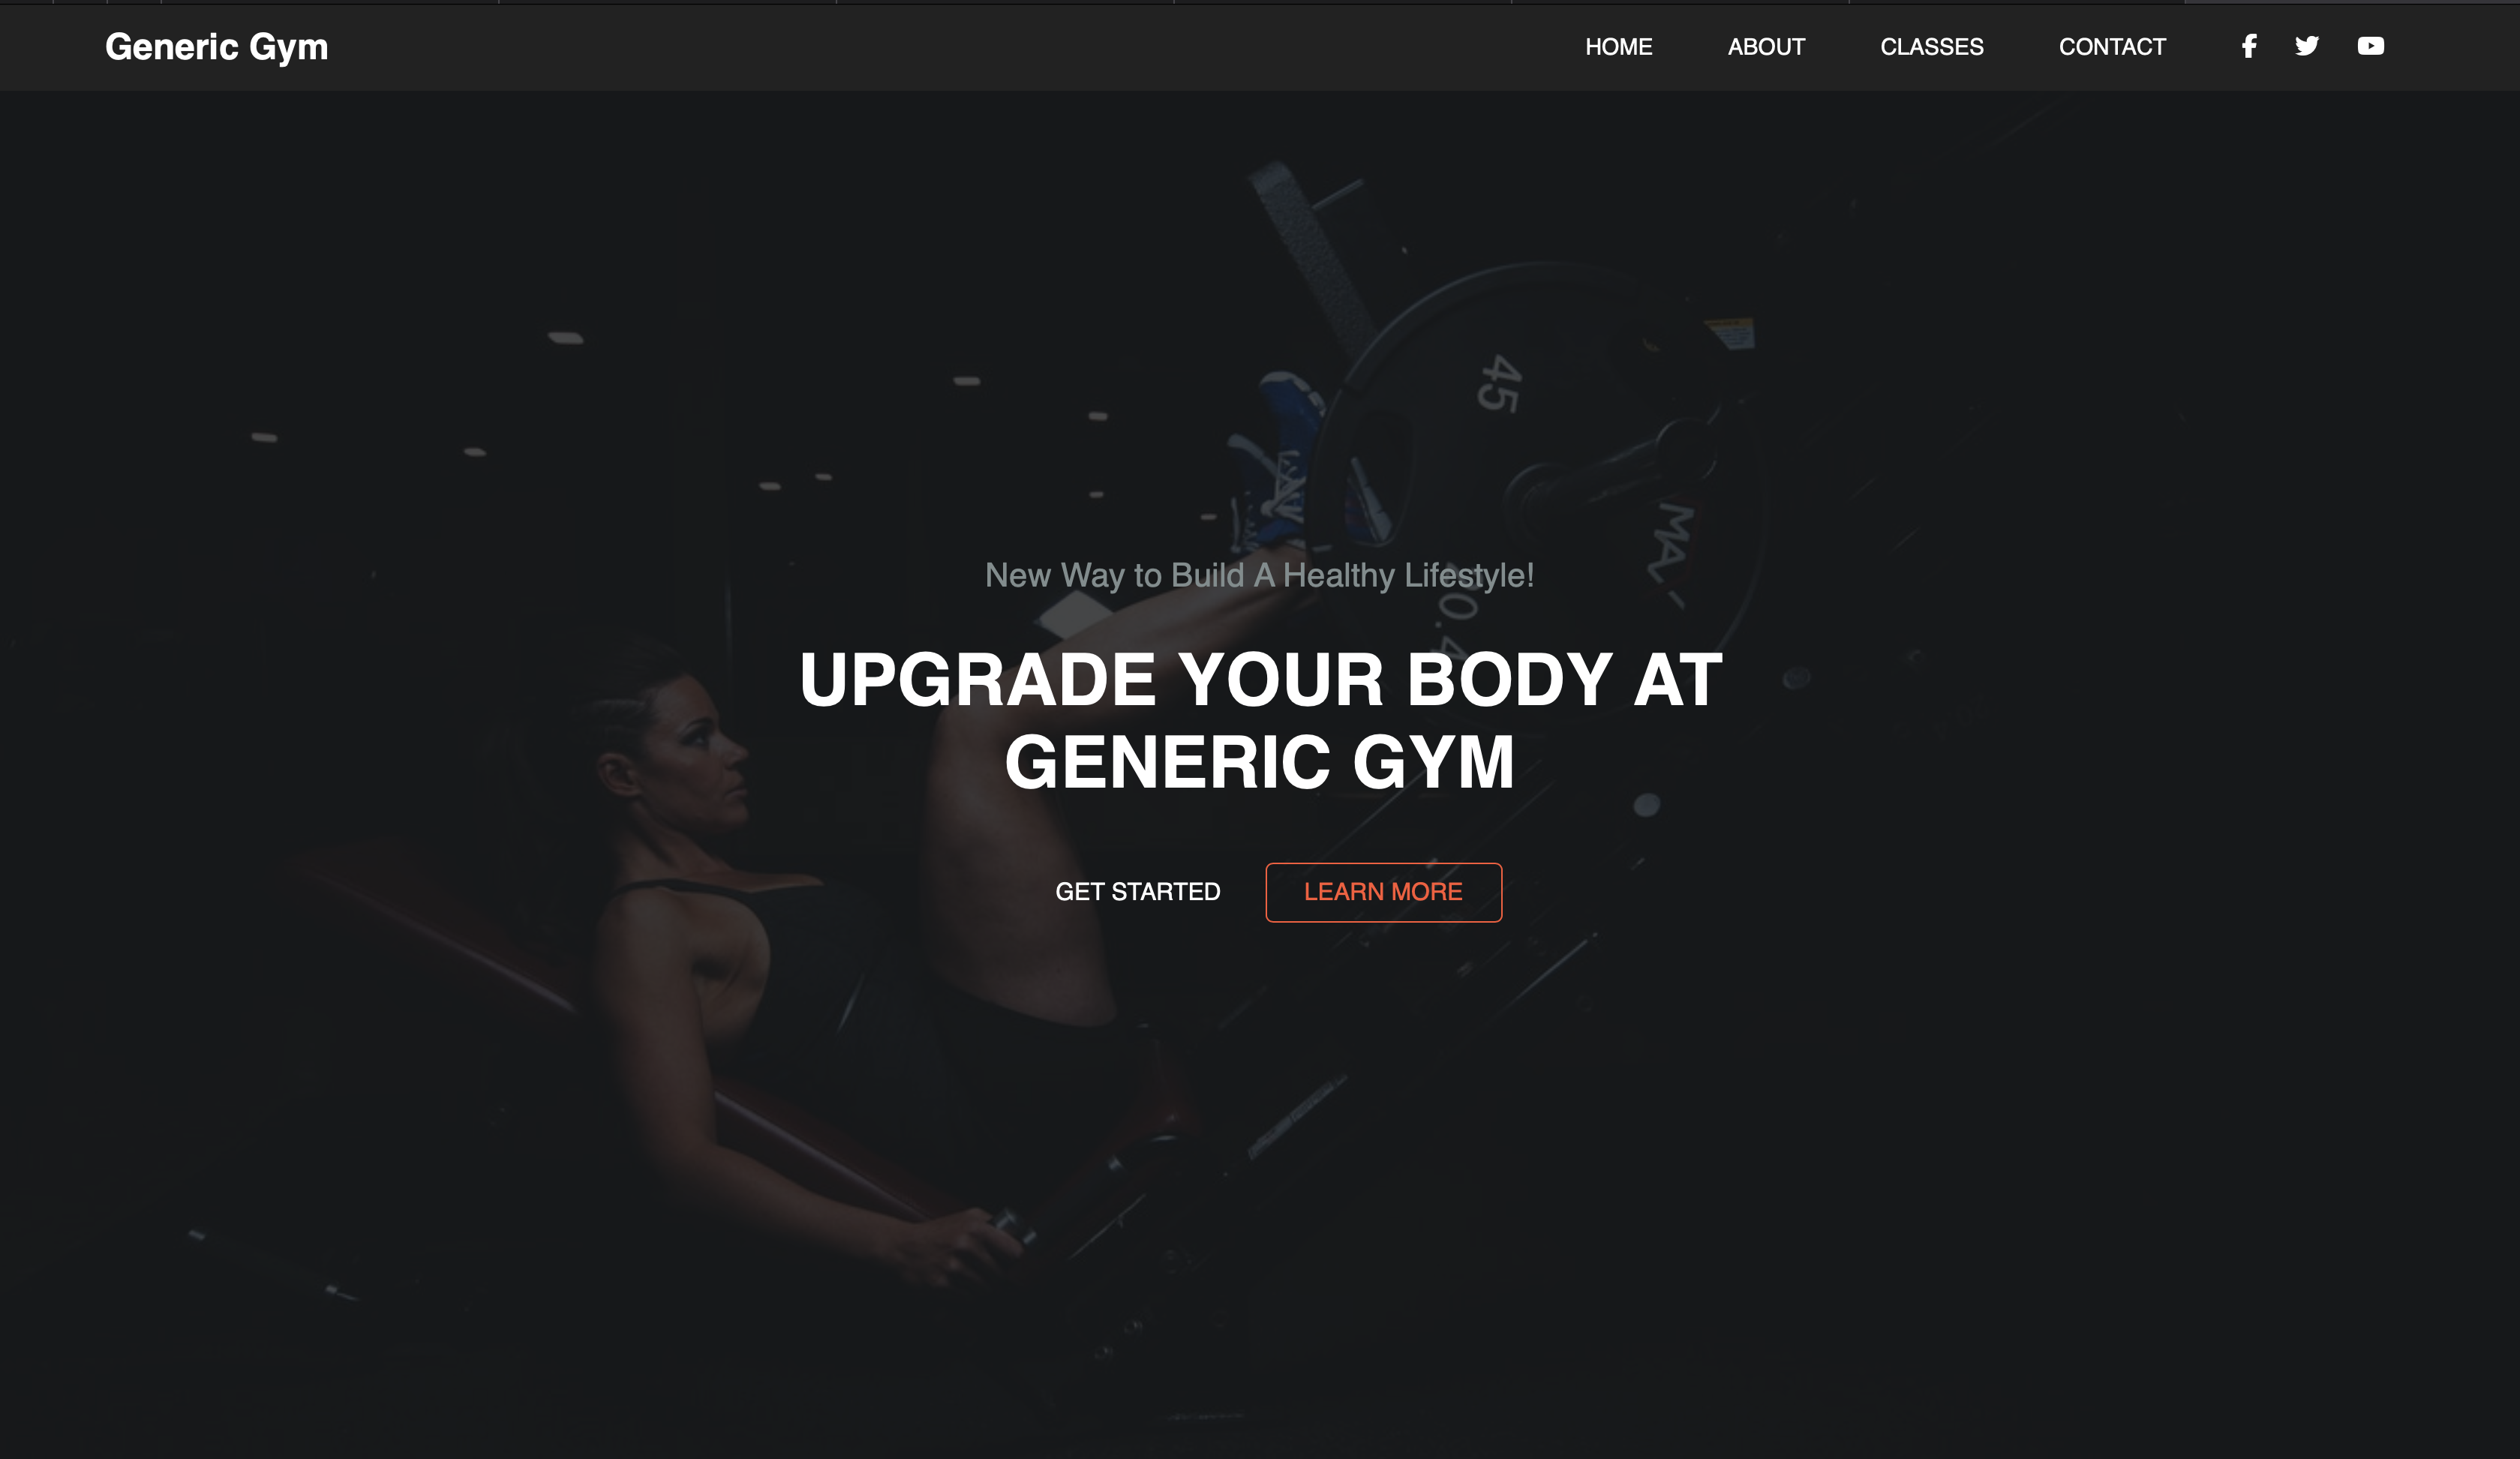 Generic Gym
HOME ABOUT CLASSES CONTACT
45
New Way to Build A Healthy Lifestyle!
UPGRADE YOUR BODY AT
GENERIC GYM
GET STARTED LEARN MORE